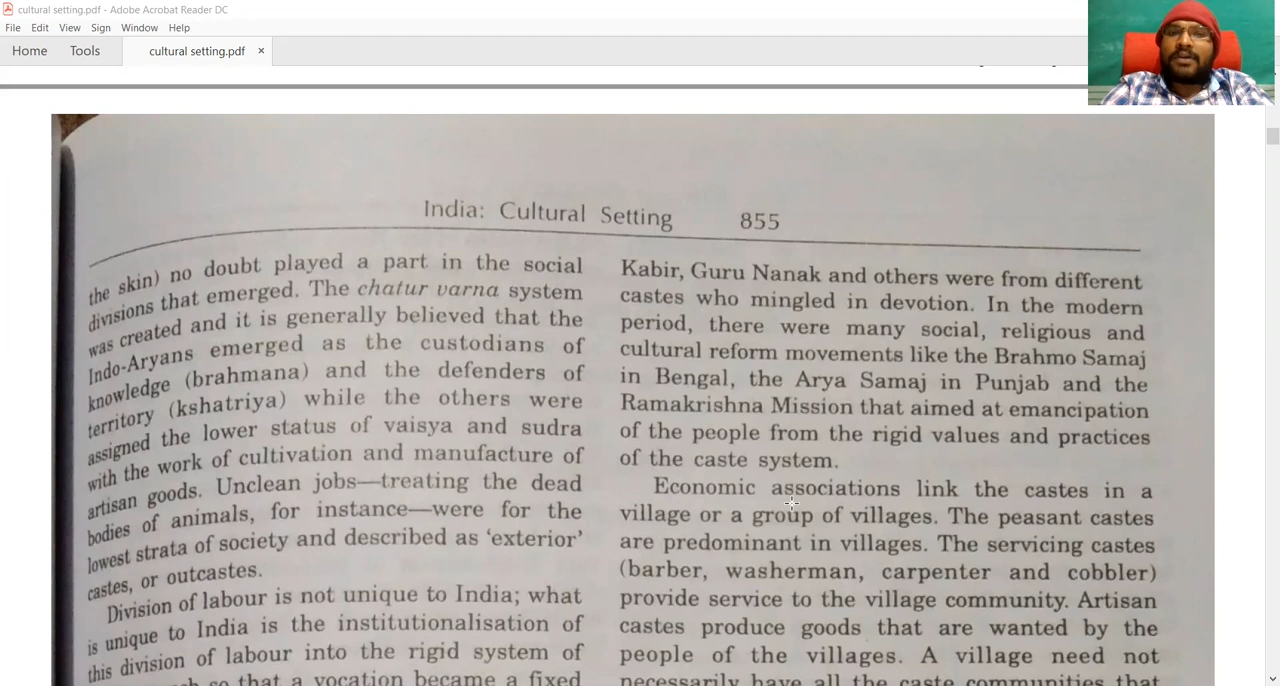 cultural setting.pdf - Adobe Acrobat Reader DC
File Edit View Sign Window Help
Home Tools cultural setting.pdf ×
India: Cultural Setting 855
the skin) no doubt played a part in the social
divisions that emerged. The chatur varna system
was created and it is generally believed that the
Indo-Aryans emerged as the custodians of
knowledge (brahmana) and the defenders of
territory (kshatriya) while the others were
assigned the lower status of vaisya and sudra
with the work of cultivation and manufacture of
artisan goods. Unclean jobs—treating the dead
bodies of animals, for instance—were for the
lowest strata of society and described as ‘exterior’
castes, or outcastes.
Division of labour is not unique to India; what
is unique to India is the institutionalisation of
this division of labour into the rigid system of
so that a vocation became a fixed
Kabir, Guru Nanak and others were from different
castes who mingled in devotion. In the modern
period, there were many social, religious and
cultural reform movements like the Brahmo Samaj
in Bengal, the Arya Samaj in Punjab and the
Ramakrishna Mission that aimed at emancipation
of the people from the rigid values and practices
of the caste system.
Economic associations link the castes in a
village or a group of villages. The peasant castes
are predominant in villages. The servicing castes
(barber, washerman, carpenter and cobbler)
provide service to the village community. Artisan
castes produce goods that are wanted by the
people of the villages. A village need not
necessarily have all the caste communities that